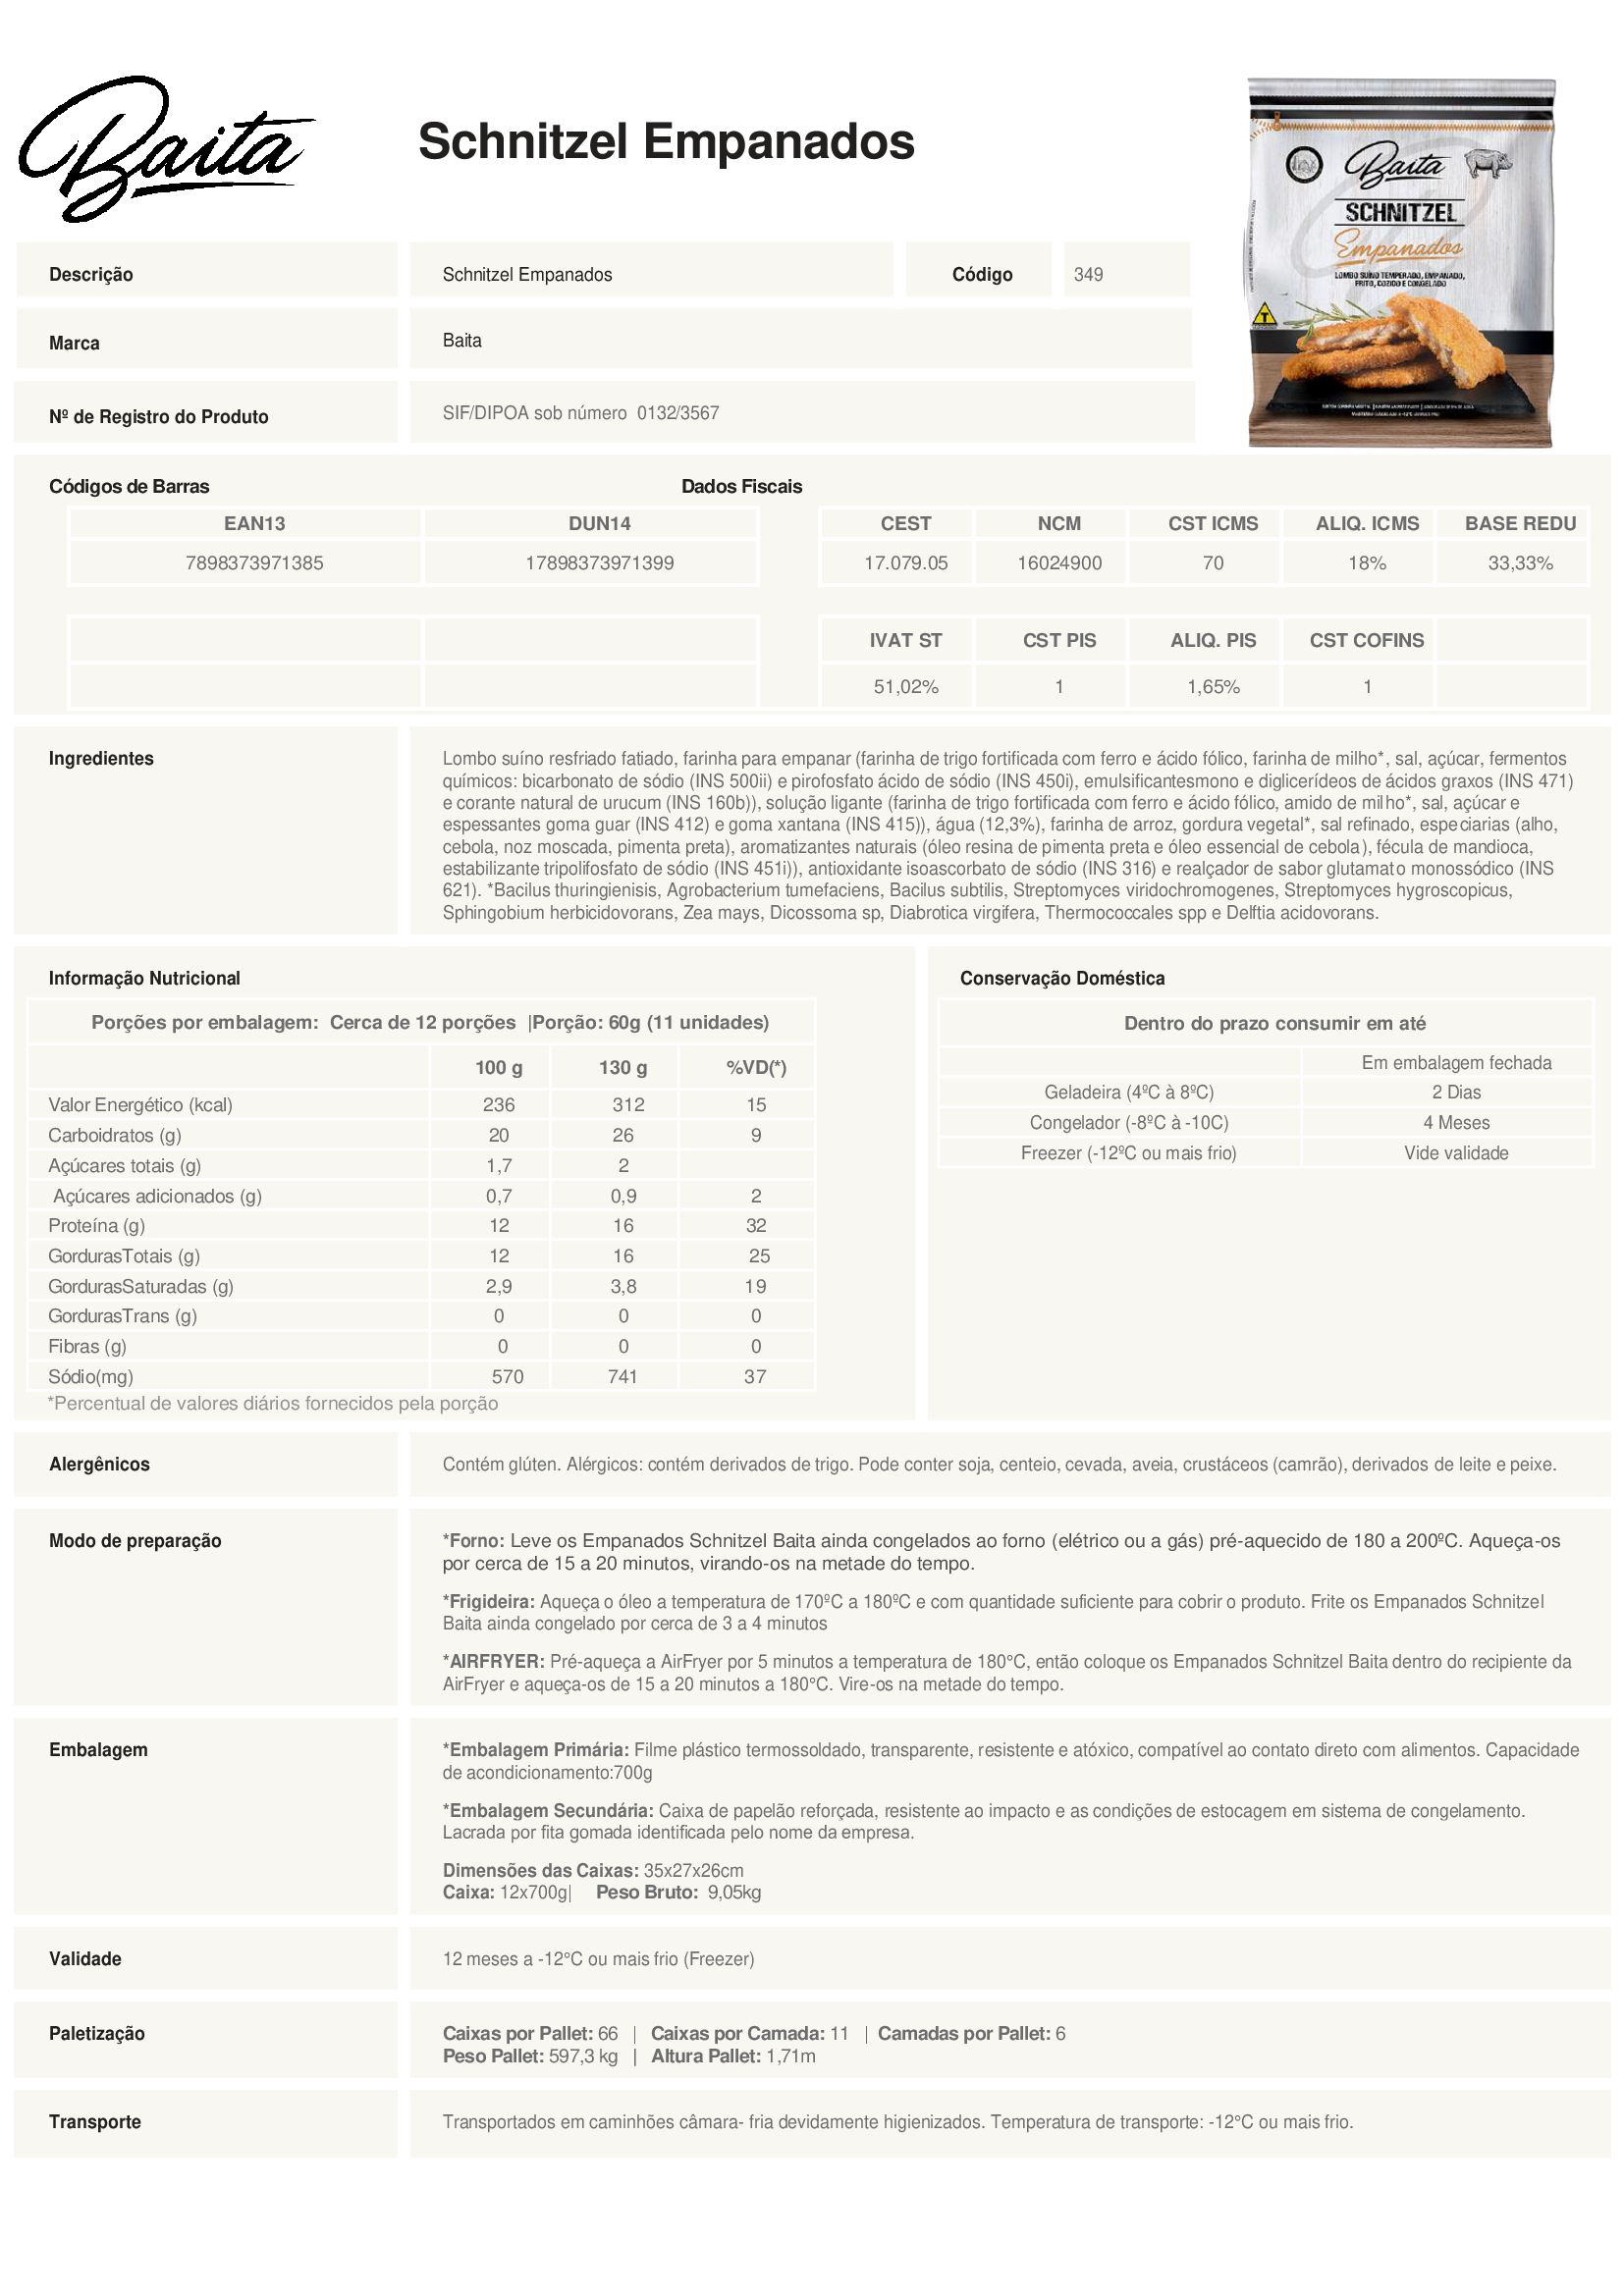 Baita
Schnitzel Empanados
Baita
SCHNITZEL
Empanados
LOMBO SUÍNO TEMPERADO, EMPANADO,
FRITO, COZIDO E CONGELADO
T
Descrição
Schnitzel Empanados
Código
349
Marca
Baita
Nº de Registro do Produto
SIF/DIPOA sob número 0132/3567
Códigos de Barras
Dados Fiscais
EAN13 DUN14 CEST NCM CST ICMS ALIQ. ICMS BASE REDU
7898373971385 17898373971399 17.079.05 16024900 70 18% 33,33%
IVAT ST CST PIS ALIQ. PIS CST COFINS
51,02% 1 1,65% 1
Ingredientes
Lombo suíno resfriado fatiado, farinha para empanar (farinha de trigo fortificada com ferro e ácido fólico, farinha de milho*, sal, açúcar, fermentos
químicos: bicarbonato de sódio (INS 500ii) e pirofosfato ácido de sódio (INS 450i), emulsificantesmono e diglicerídeos de ácidos graxos (INS 471)
e corante natural de urucum (INS 160b)), solução ligante (farinha de trigo fortificada com ferro e ácido fólico, amido de milho*, sal, açúcar e
espessantes goma guar (INS 412) e goma xantana (INS 415)), água (12,3%), farinha de arroz, gordura vegetal*, sal refinado, especiarias (alho,
cebola, noz moscada, pimenta preta), aromatizantes naturais (óleo resina de pimenta preta e óleo essencial de cebola), fécula de mandioca,
estabilizante tripolifosfato de sódio (INS 451i)), antioxidante isoascorbato de sódio (INS 316) e realçador de sabor glutamato monossódico (INS
621). *Bacilus thuringienisis, Agrobacterium tumefaciens, Bacilus subtilis, Streptomyces viridochromogenes, Streptomyces hygroscopicus,
Sphingobium herbicidovorans, Zea mays, Dicossoma sp, Diabrotica virgifera, Thermococcales spp e Delftia acidovorans.
Informação Nutricional
Porções por embalagem: Cerca de 12 porções |Porção: 60g (11 unidades)
100 g 130 g %VD(*)
Valor Energético (kcal) 236 312 15
Carboidratos (g) 20 26 9
Açúcares totais (g) 1,7 2
Açúcares adicionados (g) 0,7 0,9 2
Proteína (g) 12 16 32
GordurasTotais (g) 12 16 25
GordurasSaturadas (g) 2,9 3,8 19
GordurasTrans (g) 0 0 0
Fibras (g) 0 0 0
Sódio(mg) 570 741 37
*Percentual de valores diários fornecidos pela porção
Conservação Doméstica
Dentro do prazo consumir em até
Em embalagem fechada
Geladeira (4ºC à 8ºC) 2 Dias
Congelador (-8ºC à -10C) 4 Meses
Freezer (-12ºC ou mais frio) Vide validade
Alergênicos
Contém glúten. Alérgicos: contém derivados de trigo. Pode conter soja, centeio, cevada, aveia, crustáceos (camrão), derivados de leite e peixe.
Modo de preparação
*Forno: Leve os Empanados Schnitzel Baita ainda congelados ao forno (elétrico ou a gás) pré-aquecido de 180 a 200ºC. Aqueça-os
por cerca de 15 a 20 minutos, virando-os na metade do tempo.
*Frigideira: Aqueça o óleo a temperatura de 170ºC a 180ºC e com quantidade suficiente para cobrir o produto. Frite os Empanados Schnitzel
Baita ainda congelado por cerca de 3 a 4 minutos
*AIRFRYER: Pré-aqueça a AirFryer por 5 minutos a temperatura de 180°C, então coloque os Empanados Schnitzel Baita dentro do recipiente da
AirFryer e aqueça-os de 15 a 20 minutos a 180°C. Vire-os na metade do tempo.
Embalagem
*Embalagem Primária: Filme plástico termossoldado, transparente, resistente e atóxico, compatível ao contato direto com alimentos. Capacidade
de acondicionamento:700g
*Embalagem Secundária: Caixa de papelão reforçada, resistente ao impacto e as condições de estocagem em sistema de congelamento.
Lacrada por fita gomada identificada pelo nome da empresa.
Dimensões das Caixas: 35x27x26cm
Caixa: 12x700g| Peso Bruto: 9,05kg
Validade
12 meses a -12°C ou mais frio (Freezer)
Paletização
Caixas por Pallet: 66 | Caixas por Camada: 11 | Camadas por Pallet: 6
Peso Pallet: 597,3 kg | Altura Pallet: 1,71m
Transporte
Transportados em caminhões câmara- fria devidamente higienizados. Temperatura de transporte: -12°C ou mais frio.